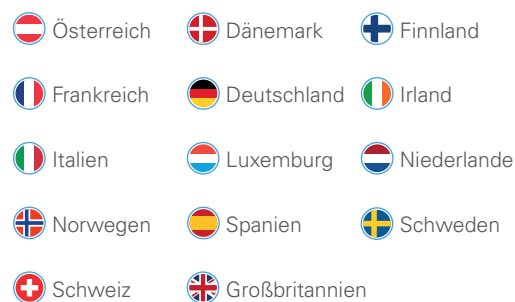 Österreich Dänemark Finnland
Frankreich Deutschland Irland
Italien Luxemburg Niederlande
Norwegen Spanien Schweden
Schweiz Großbritannien